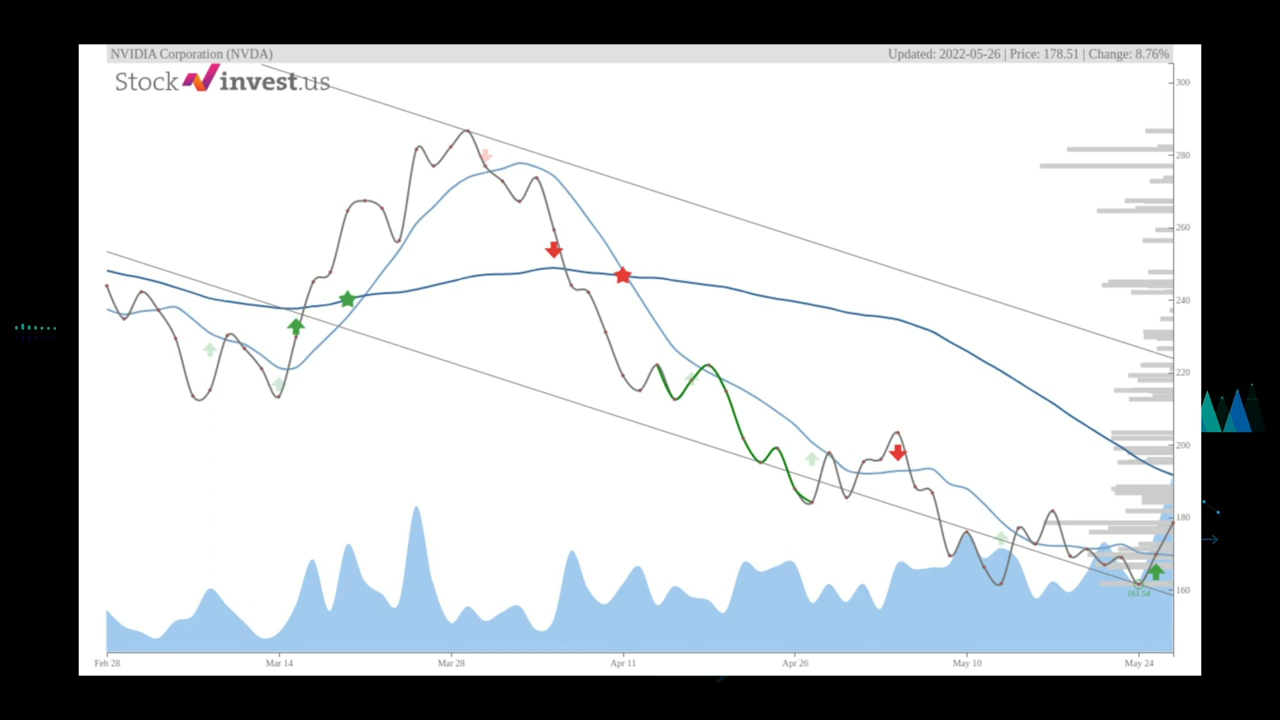 NVIDIA Corporation (NVDA)
Updated: 2022-05-26 | Price: 178.51 | Change: 8.76%
Stock invest.us
300
280
260
240
220
200
180
160
161.54
Feb 28
Mar 14
Mar 28
Apr 11
Apr 26
May 10
May 24